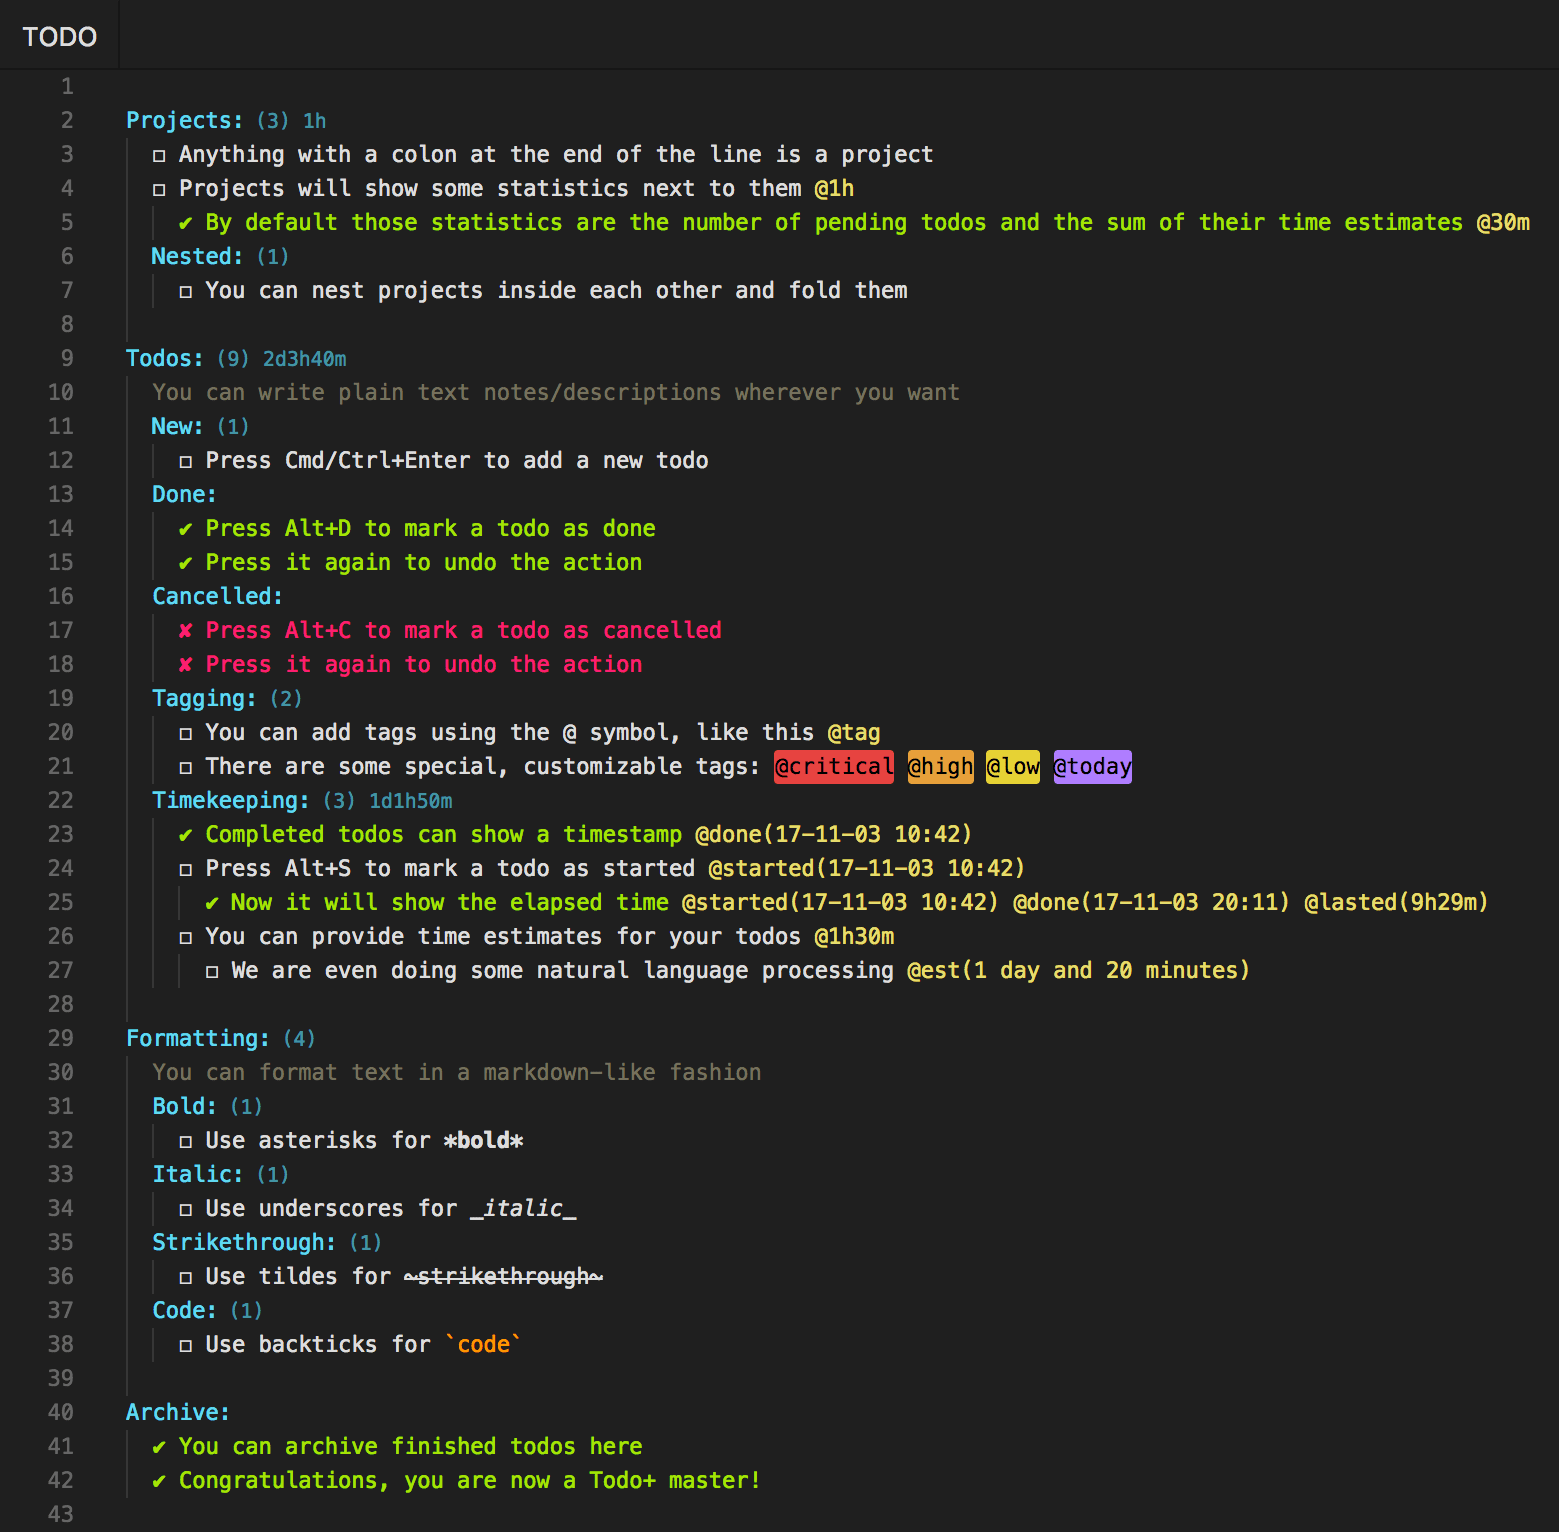 TODO
1
2 Projects: (3) 1h
3 ☐ Anything with a colon at the end of the line is a project
4 ☐ Projects will show some statistics next to them @1h
5 ✔ By default those statistics are the number of pending todos and the sum of their time estimates @30m
6 Nested: (1)
7 ☐ You can nest projects inside each other and fold them
8
9 Todos: (9) 2d3h40m
10 You can write plain text notes/descriptions wherever you want
11 New: (1)
12 ☐ Press Cmd/Ctrl+Enter to add a new todo
13 Done:
14 ✔ Press Alt+D to mark a todo as done
15 ✔ Press it again to undo the action
16 Cancelled:
17 ✘ Press Alt+C to mark a todo as cancelled
18 ✘ Press it again to undo the action
19 Tagging: (2)
20 ☐ You can add tags using the @ symbol, like this @tag
21 ☐ There are some special, customizable tags: @critical @high @low @today
22 Timekeeping: (3) 1d1h50m
23 ✔ Completed todos can show a timestamp @done(17-11-03 10:42)
24 ☐ Press Alt+S to mark a todo as started @started(17-11-03 10:42)
25 ✔ Now it will show the elapsed time @started(17-11-03 10:42) @done(17-11-03 20:11) @lasted(9h29m)
26 ☐ You can provide time estimates for your todos @1h30m
27 ☐ We are even doing some natural language processing @est(1 day and 20 minutes)
28
29 Formatting: (4)
30 You can format text in a markdown-like fashion
31 Bold: (1)
32 ☐ Use asterisks for *bold*
33 Italic: (1)
34 ☐ Use underscores for _italic_
35 Strikethrough: (1)
36 ☐ Use tildes for ~strikethrough~
37 Code: (1)
38 ☐ Use backticks for `code`
39
40 Archive:
41 ✔ You can archive finished todos here
42 ✔ Congratulations, you are now a Todo+ master!
43